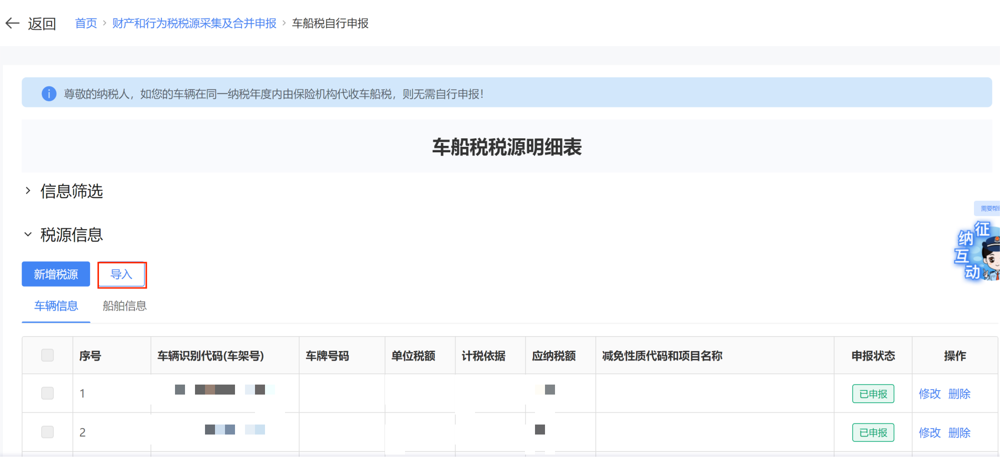 返回 首页 > 财产和行为税税源采集及合并申报 > 车船税自行申报
尊敬的纳税人，如您的车辆在同一纳税年度内由保险机构代收车船税，则无需自行申报！
车船税税源明细表
信息筛选
需要帮
税源信息
征纳互动
新增税源 导入
车辆信息 船舶信息
序号 车辆识别代码(车架号) 车牌号码 单位税额 计税依据 应纳税额 减免性质代码和项目名称 申报状态 操作
1 已申报 修改 删除
2 已申报 修改 删除